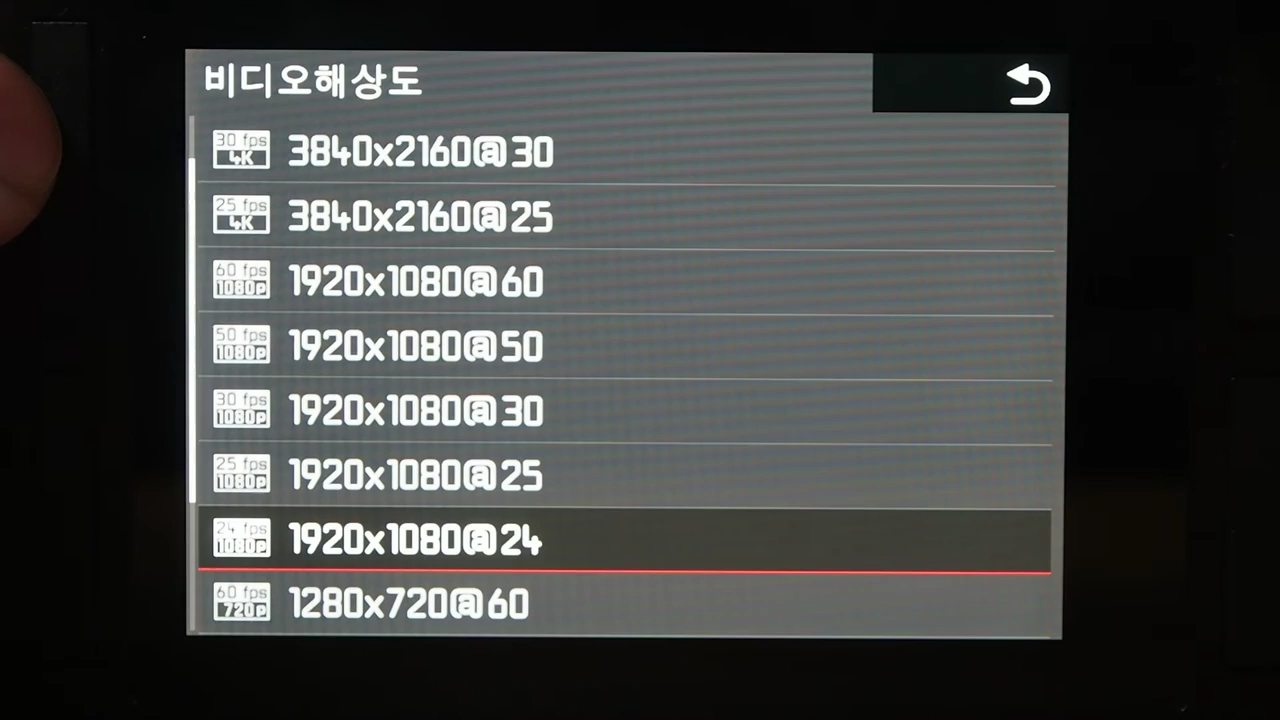 비디오해상도
30 fps
4K
3840x2160@30
25 fps
4K
3840x2160@25
60 fps
1080p
1920x1080@60
50 fps
1080p
1920x1080@50
30 fps
1080p
1920x1080@30
25 fps
1080p
1920x1080@25
24 fps
1080p
1920x1080@24
60 fps
720p
1280x720@60